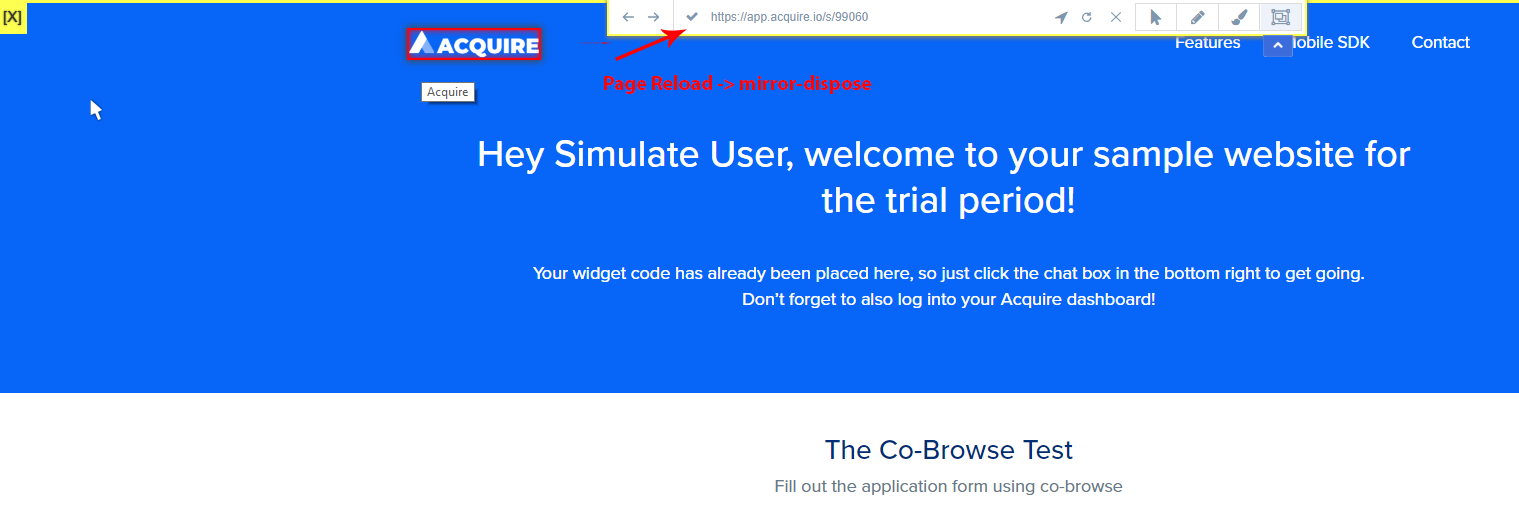 [X]
https://app.acquire.io/s/99060
ACQUIRE
Features
obile SDK
Contact
Page Reload -> mirror-dispose
Acquire
Hey Simulate User, welcome to your sample website for
the trial period!
Your widget code has already been placed here, so just click the chat box in the bottom right to get going.
Don’t forget to also log into your Acquire dashboard!
The Co-Browse Test
Fill out the application form using co-browse